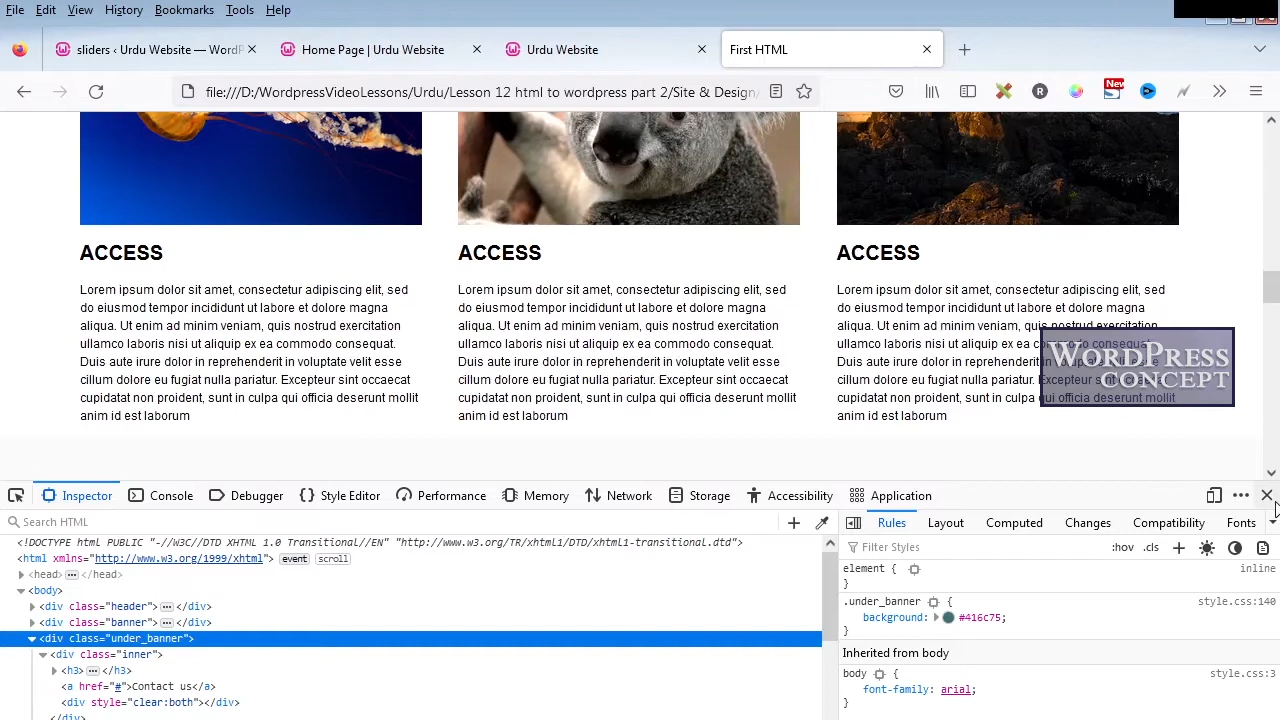 File Edit View History Bookmarks Tools Help
sliders ‹ Urdu Website — WordP
Home Page | Urdu Website
Urdu Website
First HTML
file:///D:/WordpressVideoLessons
/Lesson 12 html to wordpress part 2/Site & Design/
New
R
ACCESS
Lorem ipsum dolor sit amet, consectetur adipiscing elit, sed
do eiusmod tempor incididunt ut labore et dolore magna
aliqua. Ut enim ad minim veniam, quis nostrud exercitation
ullamco laboris nisi ut aliquip ex ea commodo consequat.
Duis aute irure dolor in reprehenderit in voluptate velit esse
cillum dolore eu fugiat nulla pariatur. Excepteur sint occaecat
cupidatat non proident, sunt in culpa qui officia deserunt mollit
anim id est laborum
ACCESS
Lorem ipsum dolor sit amet, consectetur adipiscing elit, sed
do eiusmod tempor incididunt ut labore et dolore magna
aliqua. Ut enim ad minim veniam, quis nostrud exercitation
ullamco laboris nisi ut aliquip ex ea commodo consequat.
Duis aute irure dolor in reprehenderit in voluptate velit esse
cillum dolore eu fugiat nulla pariatur. Excepteur sint occaecat
cupidatat non proident, sunt in culpa qui officia deserunt mollit
anim id est laborum
ACCESS
Lorem ipsum dolor sit amet, consectetur adipiscing elit, sed
do eiusmod tempor incididunt ut labore et dolore magna
aliqua. Ut enim ad minim veniam, quis nostrud exercitation
ullamco laboris nisi ut aliquip ex ea commodo consequat.
Duis aute irure dolor in reprehenderit in voluptate velit esse
cillum dolore eu fugiat nulla pariatur. Excepteur sint occaecat
cupidatat non proident, sunt in culpa qui officia deserunt mollit
anim id est laborum
WORDPRESS
CONCEPT
Inspector Console Debugger Style Editor Performance Memory Network Storage Accessibility Application
Search HTML
<!DOCTYPE html PUBLIC "-//W3C//DTD XHTML 1.0 Transitional//EN" "http://www.w3.org/TR/xhtml1/DTD/xhtml1-transitional.dtd">
<html xmlns="http://www.w3.org/1999/xhtml"> event scroll
<head> ••• </head>
<body>
<div class="header"> ••• </div>
<div class="banner"> ••• </div>
<div class="under_banner">
<div class="inner">
<h3> ••• </h3>
<a href="#">Contact us</a>
<div style="clear:both"></div>
</div>
Rules Layout Computed Changes Compatibility Fonts
Filter Styles :hov .cls
element { inline
}
.under_banner { style.css:140
background: #416c75;
}
Inherited from body
body { style.css:3
font-family: arial;
}